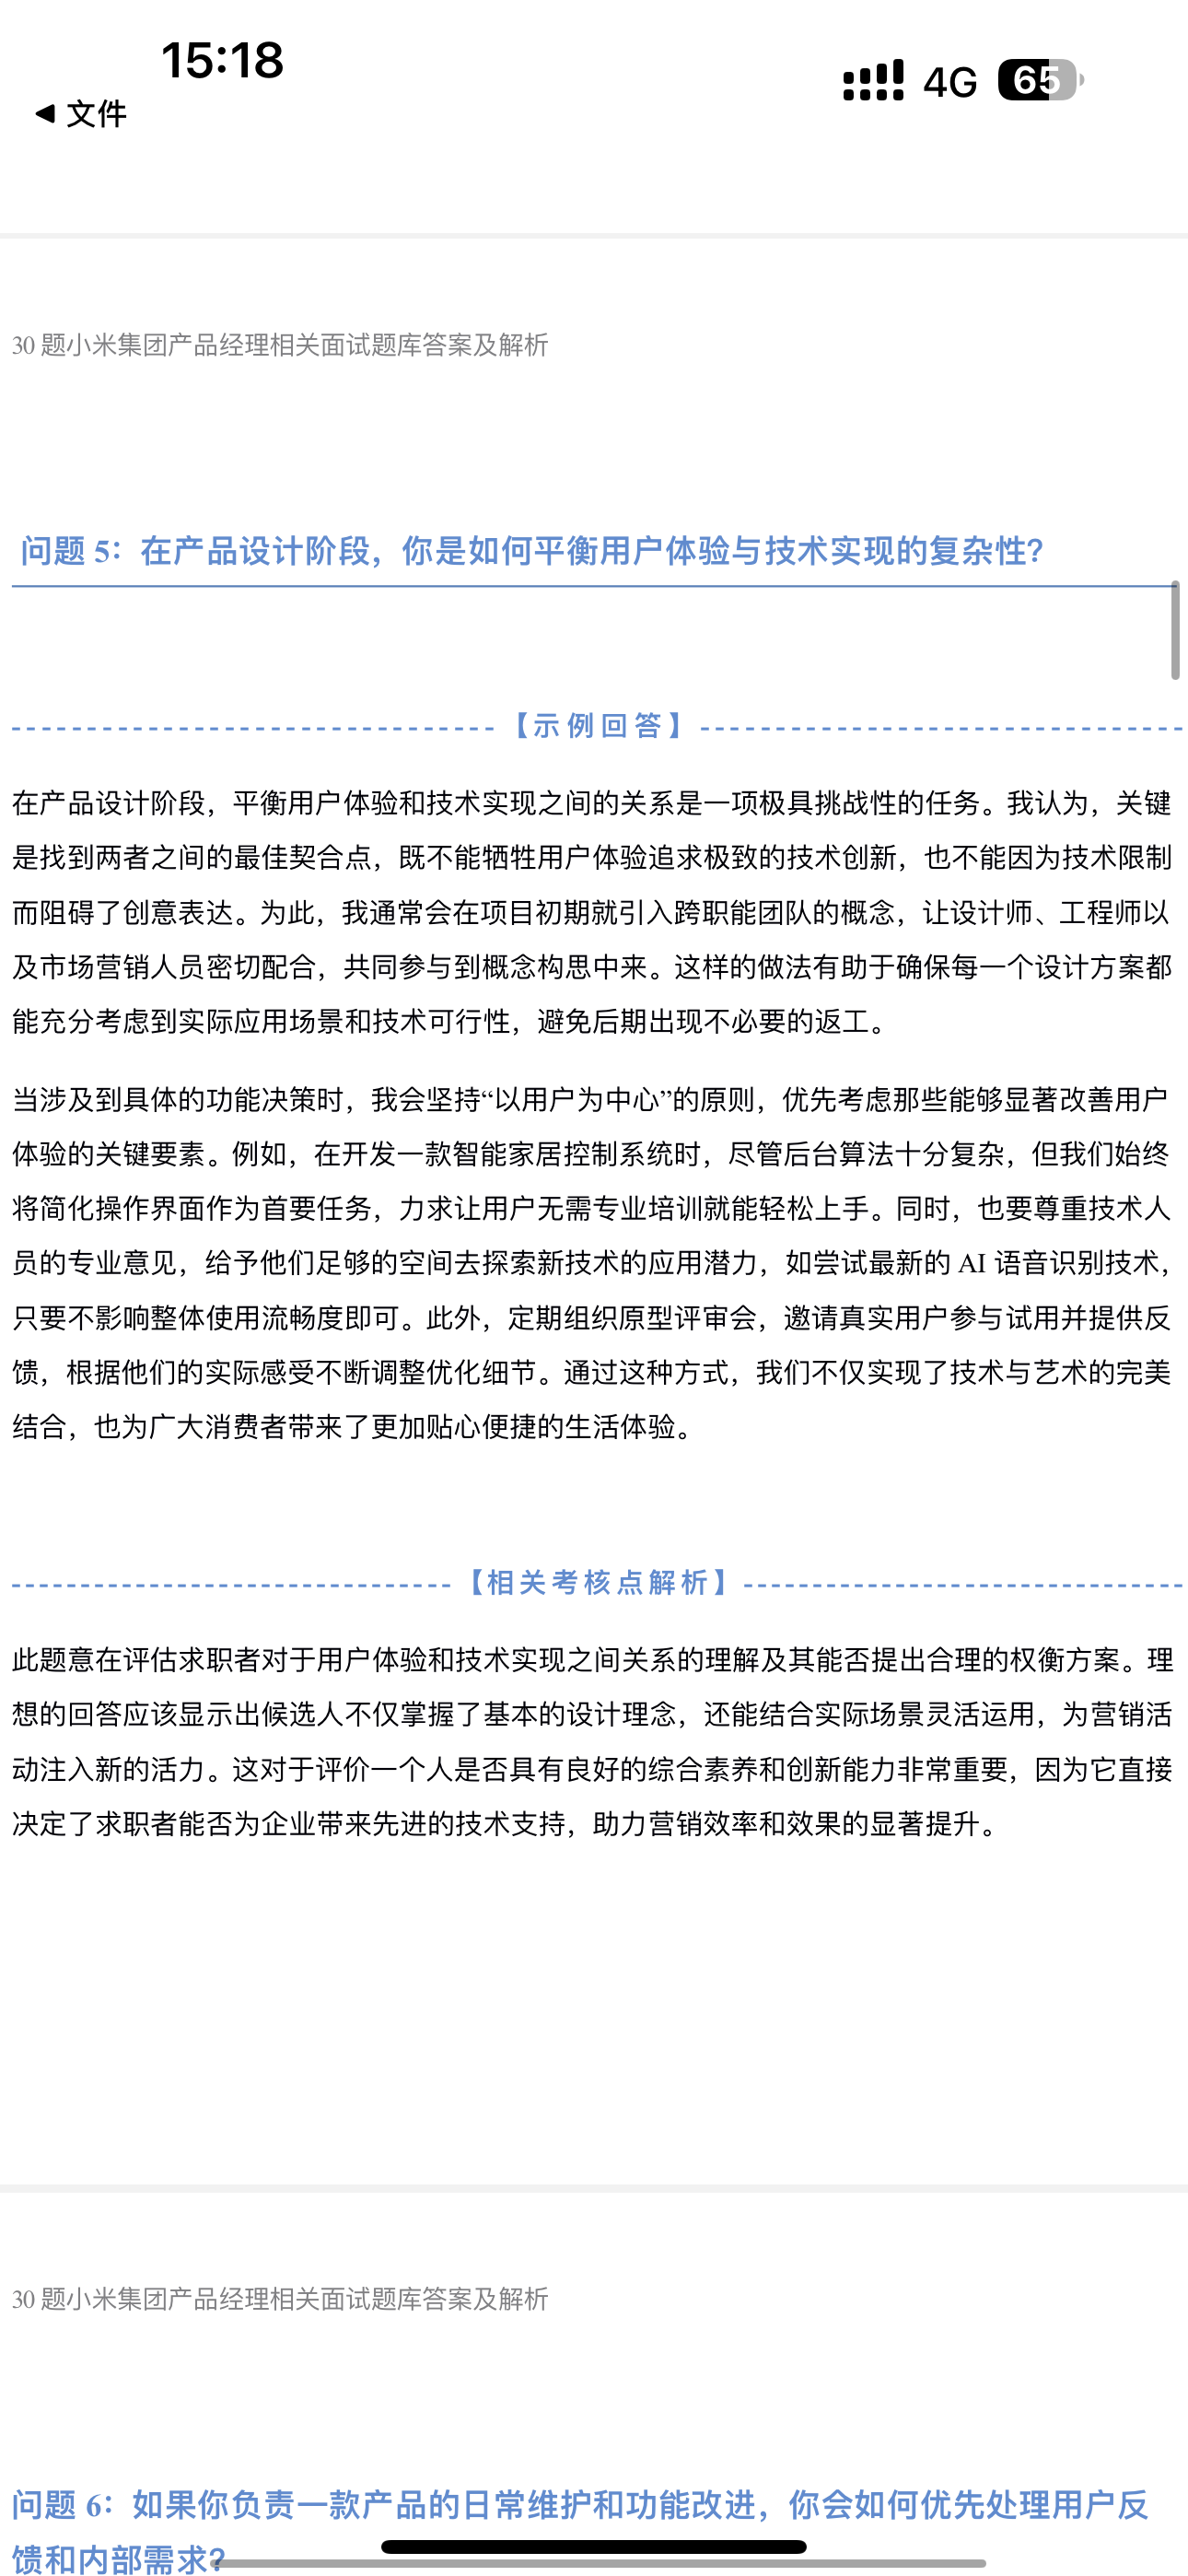 15:18
4G
65
◀ 文件
30 题小米集团产品经理相关面试题库答案及解析
问题 5：在产品设计阶段，你是如何平衡用户体验与技术实现的复杂性?
--------------------------------【示例回答】--------------------------------
在产品设计阶段，平衡用户体验和技术实现之间的关系是一项极具挑战性的任务。我认为，关键
是找到两者之间的最佳契合点，既不能牺牲用户体验追求极致的技术创新，也不能因为技术限制
而阻碍了创意表达。为此，我通常会在项目初期就引入跨职能团队的概念，让设计师、工程师以
及市场营销人员密切配合，共同参与到概念构思中来。这样的做法有助于确保每一个设计方案都
能充分考虑到实际应用场景和技术可行性，避免后期出现不必要的返工。
当涉及到具体的功能决策时，我会坚持“以用户为中心”的原则，优先考虑那些能够显著改善用户
体验的关键要素。例如，在开发一款智能家居控制系统时，尽管后台算法十分复杂，但我们始终
将简化操作界面作为首要任务，力求让用户无需专业培训就能轻松上手。同时，也要尊重技术人
员的专业意见，给予他们足够的空间去探索新技术的应用潜力，如尝试最新的 AI 语音识别技术，
只要不影响整体使用流畅度即可。此外，定期组织原型评审会，邀请真实用户参与试用并提供反
馈，根据他们的实际感受不断调整优化细节。通过这种方式，我们不仅实现了技术与艺术的完美
结合，也为广大消费者带来了更加贴心便捷的生活体验。
-----------------------------【相关考核点解析】-----------------------------
此题意在评估求职者对于用户体验和技术实现之间关系的理解及其能否提出合理的权衡方案。理
想的回答应该显示出候选人不仅掌握了基本的设计理念，还能结合实际场景灵活运用，为营销活
动注入新的活力。这对于评价一个人是否具有良好的综合素养和创新能力非常重要，因为它直接
决定了求职者能否为企业带来先进的技术支持，助力营销效率和效果的显著提升。
30 题小米集团产品经理相关面试题库答案及解析
问题 6：如果你负责一款产品的日常维护和功能改进，你会如何优先处理用户反
馈和内部需求?